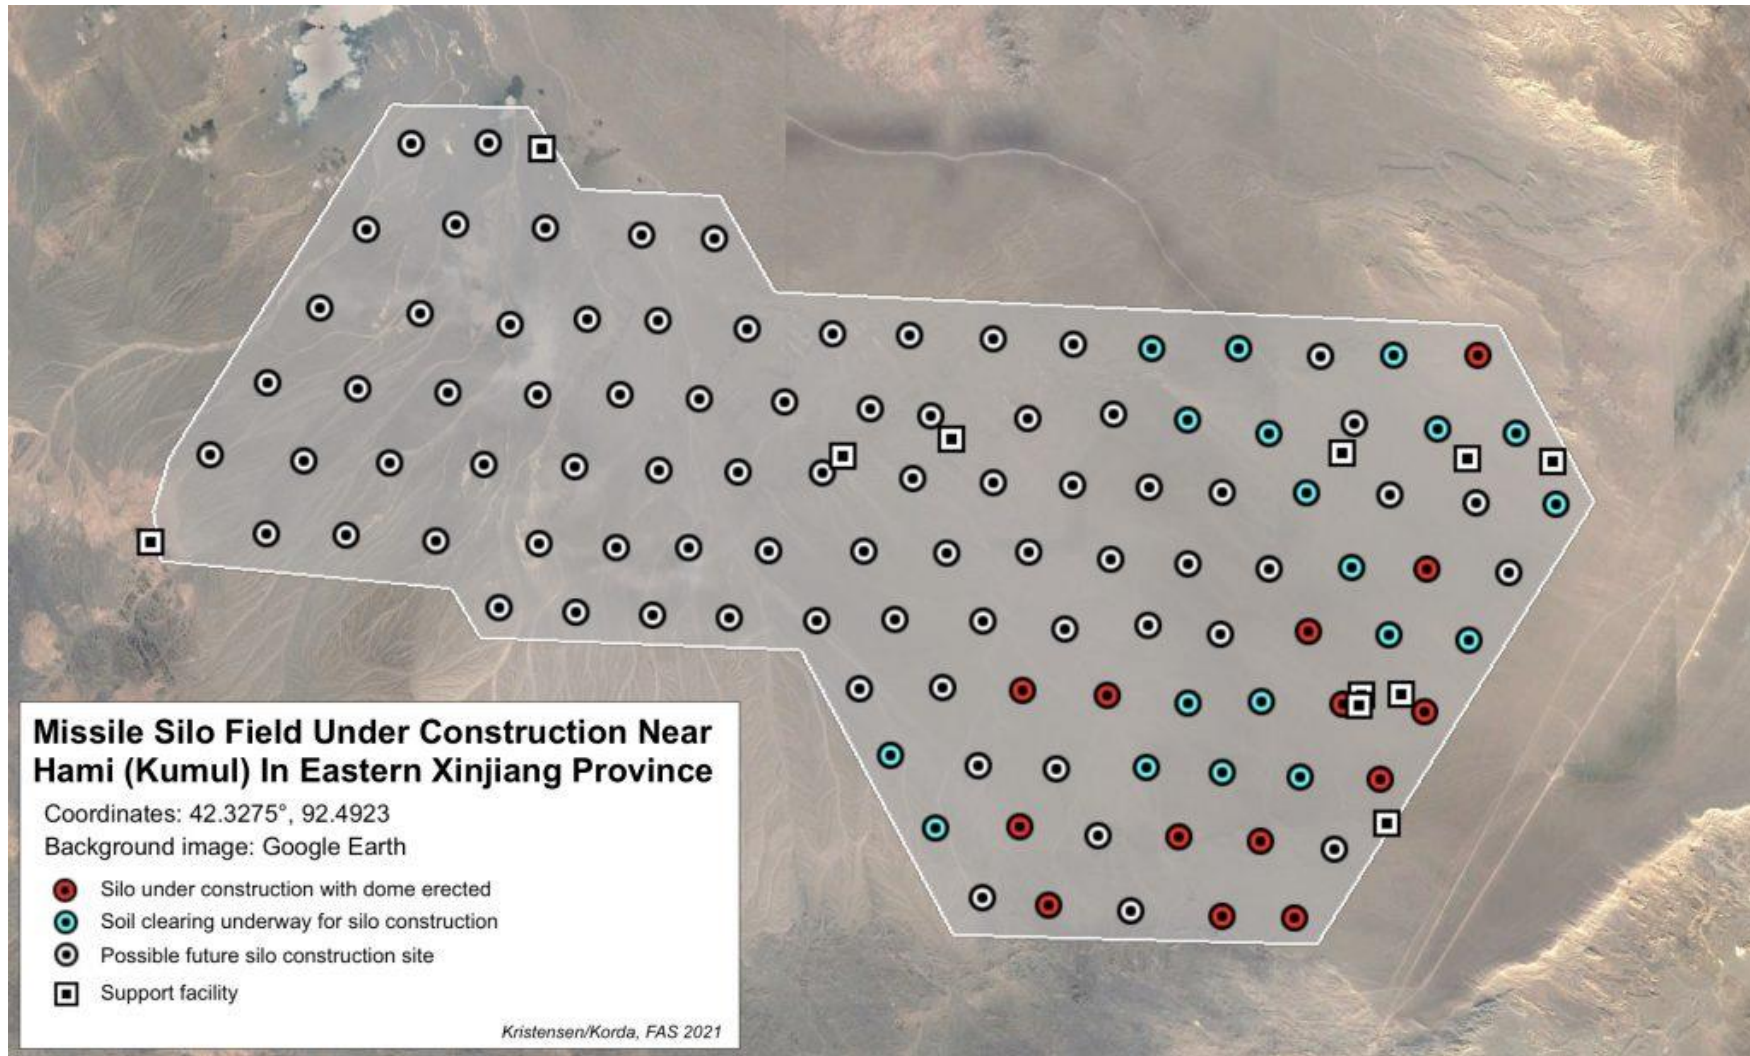 Missile Silo Field Under Construction Near
Hami (Kumul) In Eastern Xinjiang Province
Coordinates: 42.3275°, 92.4923
Background image: Google Earth
Silo under construction with dome erected
Soil clearing underway for silo construction
Possible future silo construction site
Support facility
Kristensen/Korda, FAS 2021